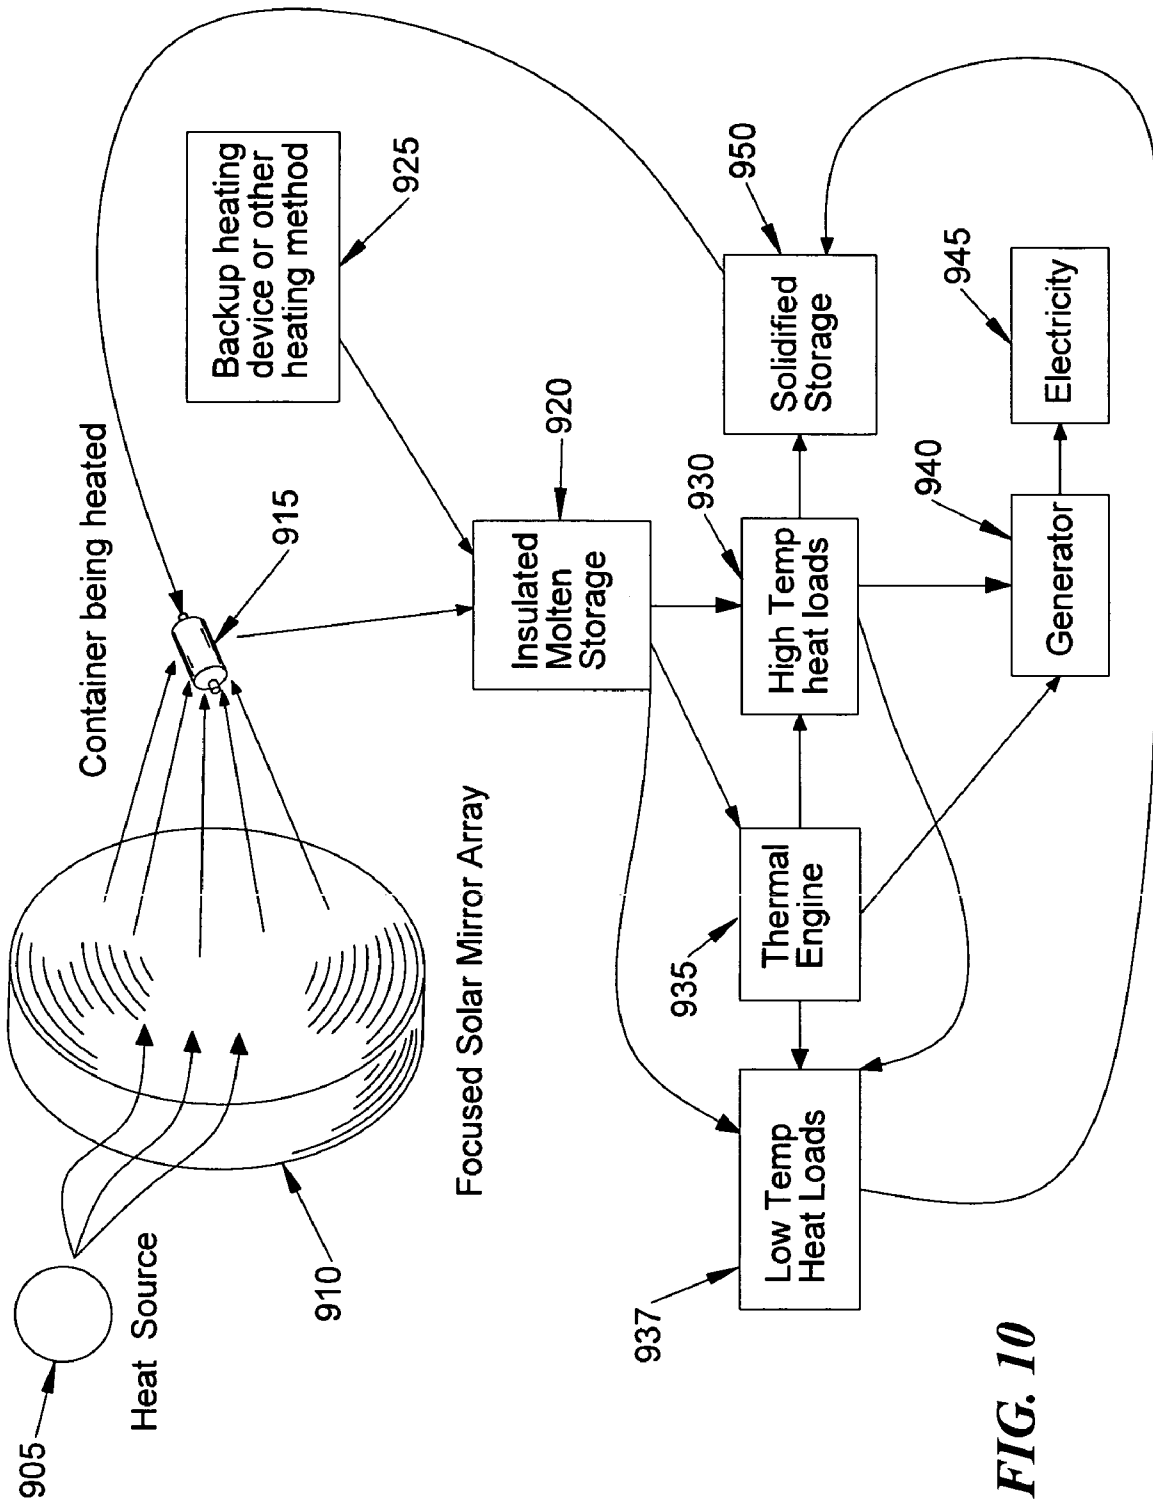 905
Heat Source
910
Focused Solar Mirror Array
Container being heated
915
Backup heating
device or other
heating method
925
Insulated
Molten
Storage
920
High Temp
heat loads
930
Solidified
Storage
950
Thermal
Engine
935
Low Temp
Heat Loads
937
Generator
940
Electricity
945
FIG. 10